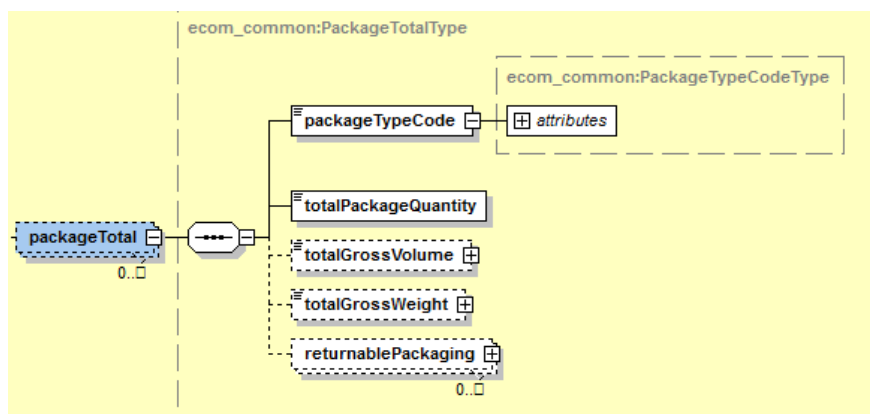 ecom_common:PackageTotalType
ecom_common:PackageTypeCodeType
packageTypeCode
attributes
totalPackageQuantity
packageTotal
0..□
totalGrossVolume
totalGrossWeight
returnablePackaging
0..□